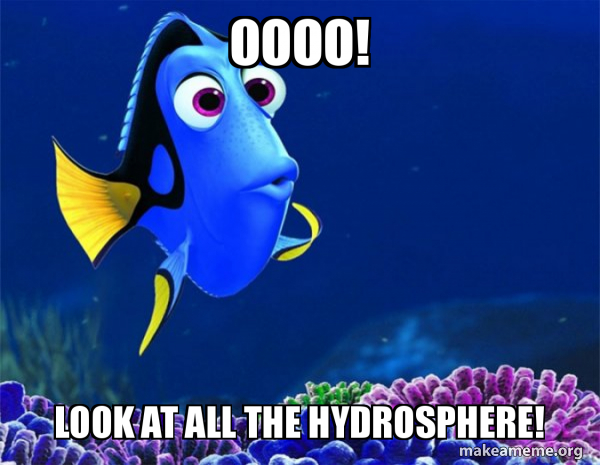 OOOO!
LOOK AT ALL THE HYDROSPHERE!
makeameme.org